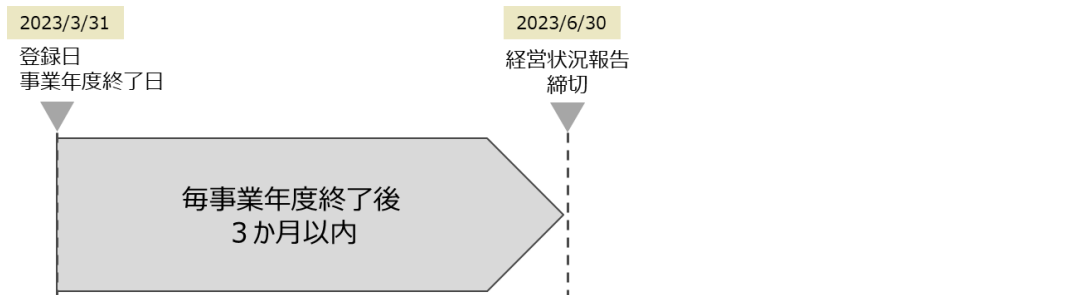 2023/3/31
登録日
事業年度終了日
2023/6/30
経営状況報告
締切
毎事業年度終了後
３か月以内